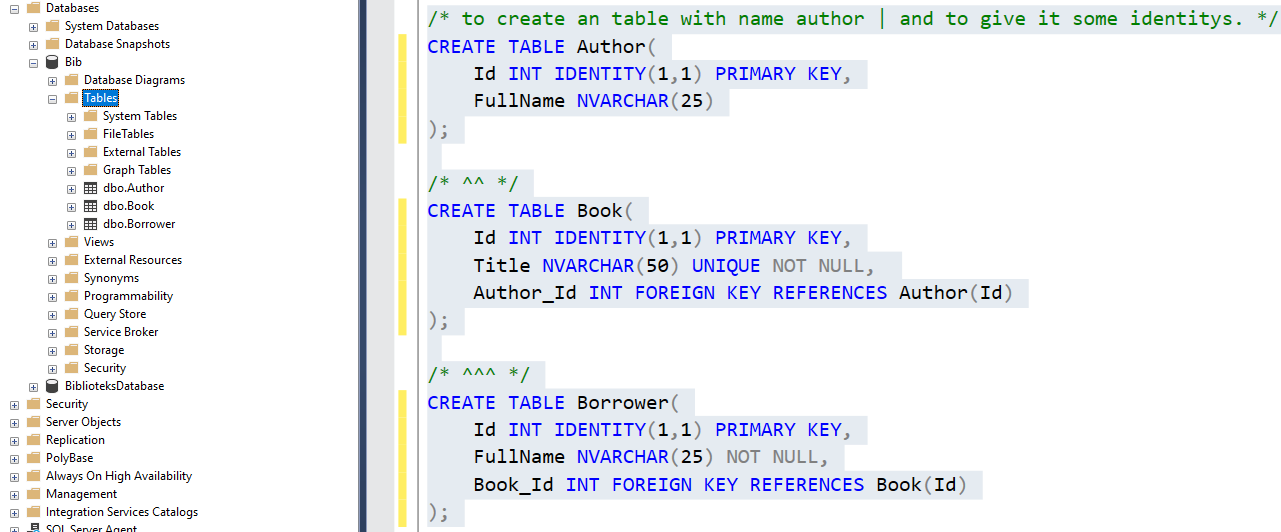 Databases
System Databases
Database Snapshots
Bib
Database Diagrams
Tables
System Tables
FileTables
External Tables
Graph Tables
dbo.Author
dbo.Book
dbo.Borrower
Views
External Resources
Synonyms
Programmability
Query Store
Service Broker
Storage
Security
BiblioteksDatabase
Security
Server Objects
Replication
PolyBase
Always On High Availability
Management
Integration Services Catalogs
SQL Server Agent
/* to create an table with name author | and to give it some identitys. */
CREATE TABLE Author(
    Id INT IDENTITY(1,1) PRIMARY KEY,
    FullName NVARCHAR(25)
);
/* ^^ */
CREATE TABLE Book(
    Id INT IDENTITY(1,1) PRIMARY KEY,
    Title NVARCHAR(50) UNIQUE NOT NULL,
    Author_Id INT FOREIGN KEY REFERENCES Author(Id)
);
/* ^^^ */
CREATE TABLE Borrower(
    Id INT IDENTITY(1,1) PRIMARY KEY,
    FullName NVARCHAR(25) NOT NULL,
    Book_Id INT FOREIGN KEY REFERENCES Book(Id)
);